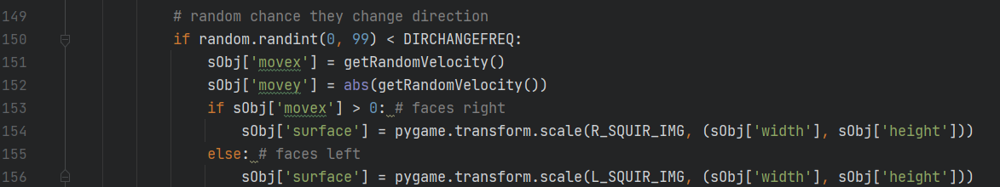 149 # random chance they change direction
150 if random.randint(0, 99) < DIRCHANGEFREQ:
151 sObj['movex'] = getRandomVelocity()
152 sObj['movey'] = abs(getRandomVelocity())
153 if sObj['movex'] > 0: # faces right
154 sObj['surface'] = pygame.transform.scale(R_SQUIR_IMG, (sObj['width'], sObj['height']))
155 else: # faces left
156 sObj['surface'] = pygame.transform.scale(L_SQUIR_IMG, (sObj['width'], sObj['height']))